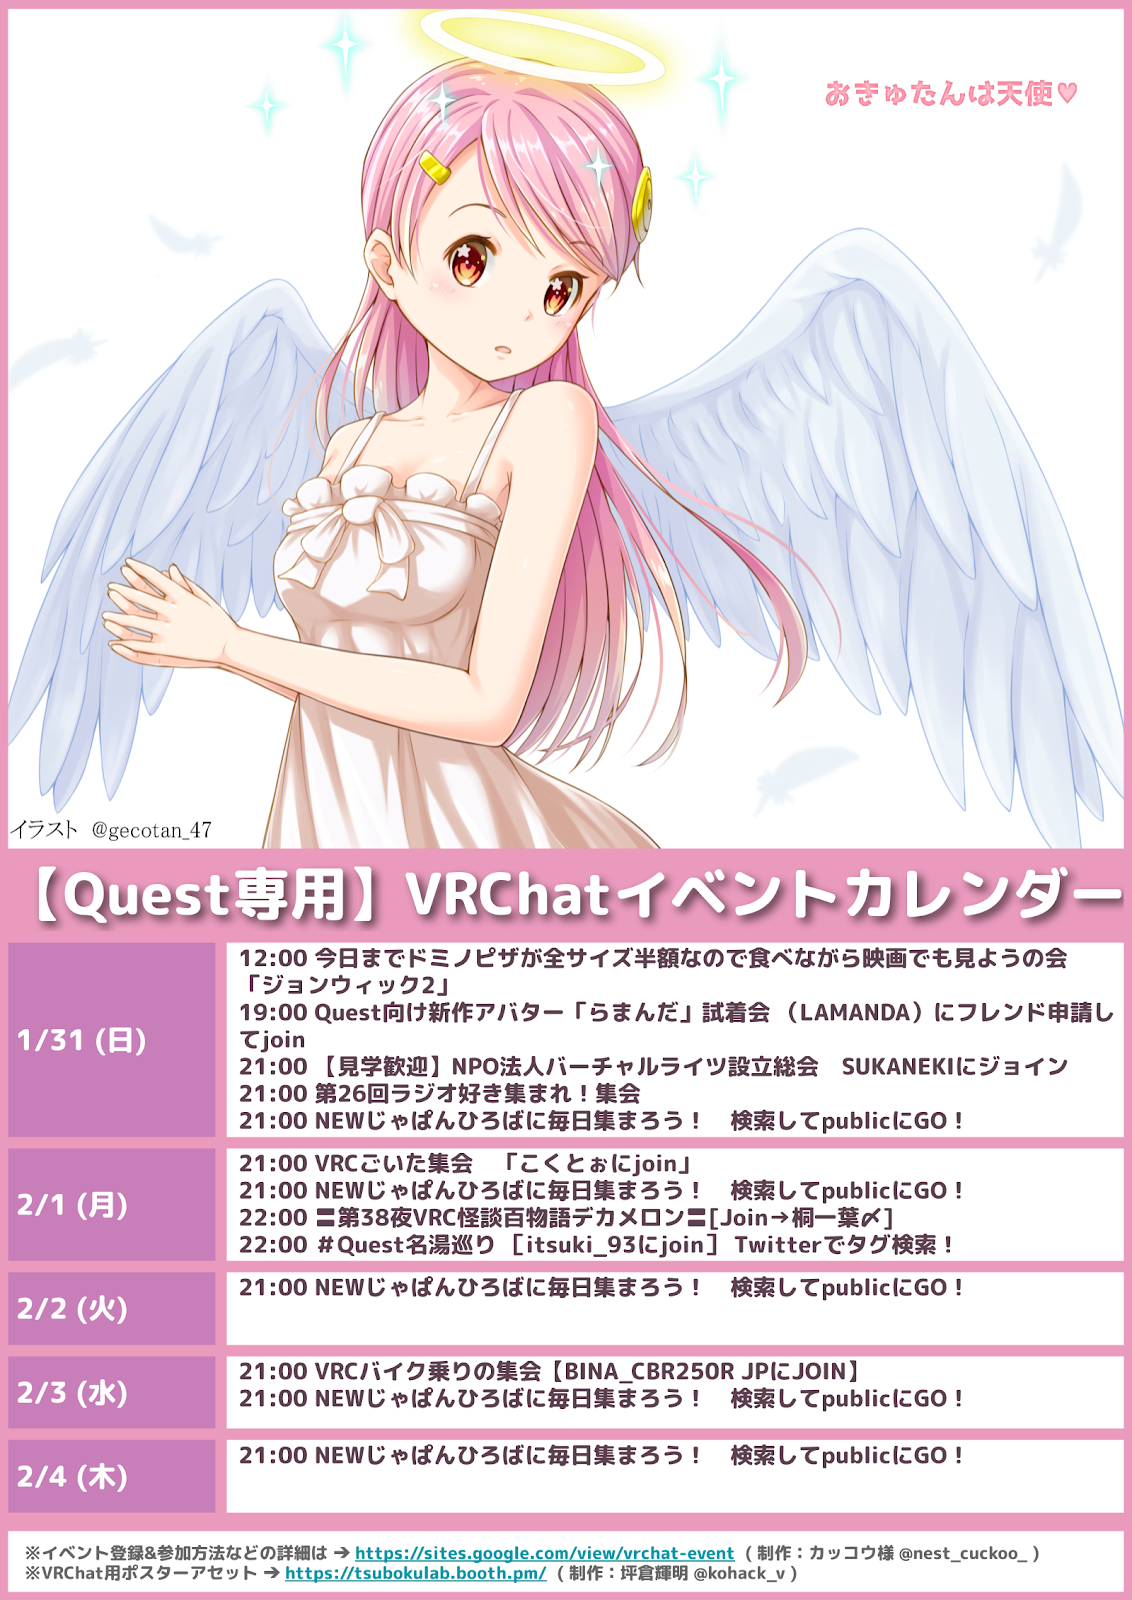 おきゅたんは天使♥
イラスト @gecotan_47
【Quest専用】VRChatイベントカレンダー
1/31 (日)
12:00 今日までドミノピザが全サイズ半額なので食べながら映画でも見ようの会
「ジョンウィック2」
19:00 Quest向け新作アバター「らまんだ」試着会 （LAMANDA）にフレンド申請し
てjoin
21:00 【見学歓迎】NPO法人バーチャルライツ設立総会　SUKANEKIにジョイン
21:00 第26回ラジオ好き集まれ！集会
21:00 NEWじゃぱんひろばに毎日集まろう！　検索してpublicにGO！
2/1 (月)
21:00 VRCごいた集会　「こくとぉにjoin」
21:00 NEWじゃぱんひろばに毎日集まろう！　検索してpublicにGO！
22:00 〓第38夜VRC怪談百物語デカメロン〓[Join→桐一葉〆]
22:00 ＃Quest名湯巡り ［itsuki_93にjoin］ Twitterでタグ検索！
2/2 (火)
21:00 NEWじゃぱんひろばに毎日集まろう！　検索してpublicにGO！
2/3 (水)
21:00 VRCバイク乗りの集会【BINA_CBR250R JPにJOIN】
21:00 NEWじゃぱんひろばに毎日集まろう！　検索してpublicにGO！
2/4 (木)
21:00 NEWじゃぱんひろばに毎日集まろう！　検索してpublicにGO！
※イベント登録&参加方法などの詳細は → https://sites.google.com/view/vrchat-event ( 制作：カッコウ様 @nest_cuckoo_ )
※VRChat用ポスターアセット → https://tsubokulab.booth.pm/ ( 制作：坪倉輝明 @kohack_v )